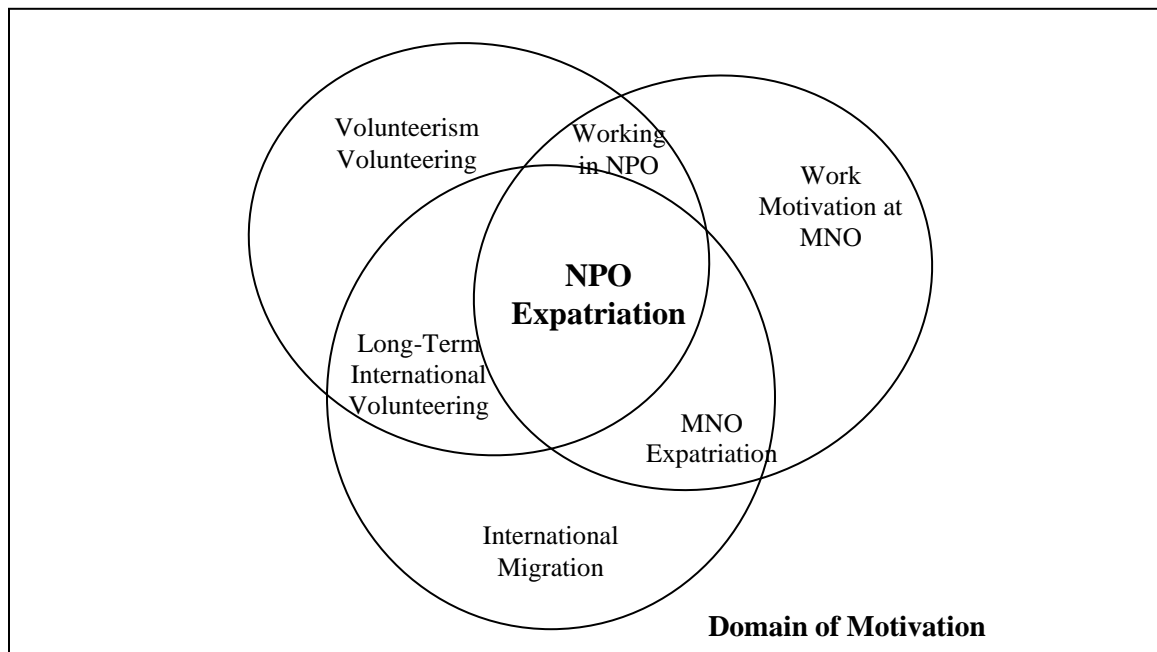 Volunteerism
Volunteering
Working
in NPO
Work
Motivation at
MNO
NPO
Expatriation
Long-Term
International
Volunteering
MNO
Expatriation
International
Migration
Domain of Motivation